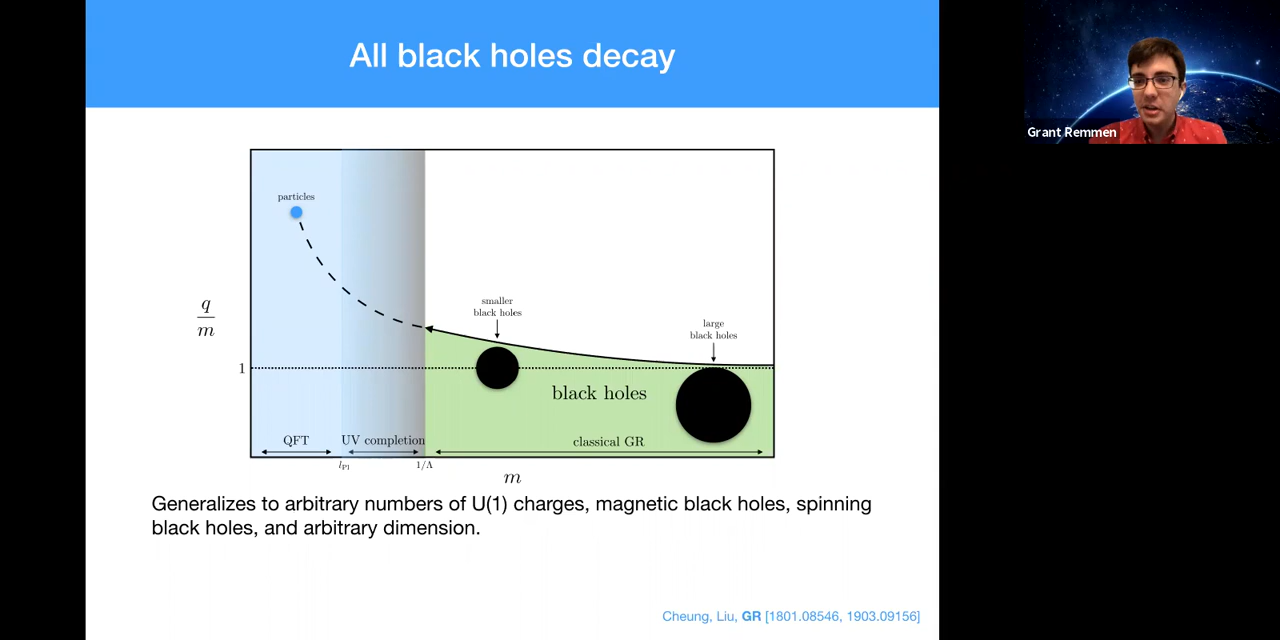 All black holes decay
Grant Remmen
particles
q
m
smaller
black holes
large
black holes
1
black holes
QFT
UV completion
classical GR
l_Pl
1/Λ
m
Generalizes to arbitrary numbers of U(1) charges, magnetic black holes, spinning
black holes, and arbitrary dimension.
Cheung, Liu, GR [1801.08546, 1903.09156]